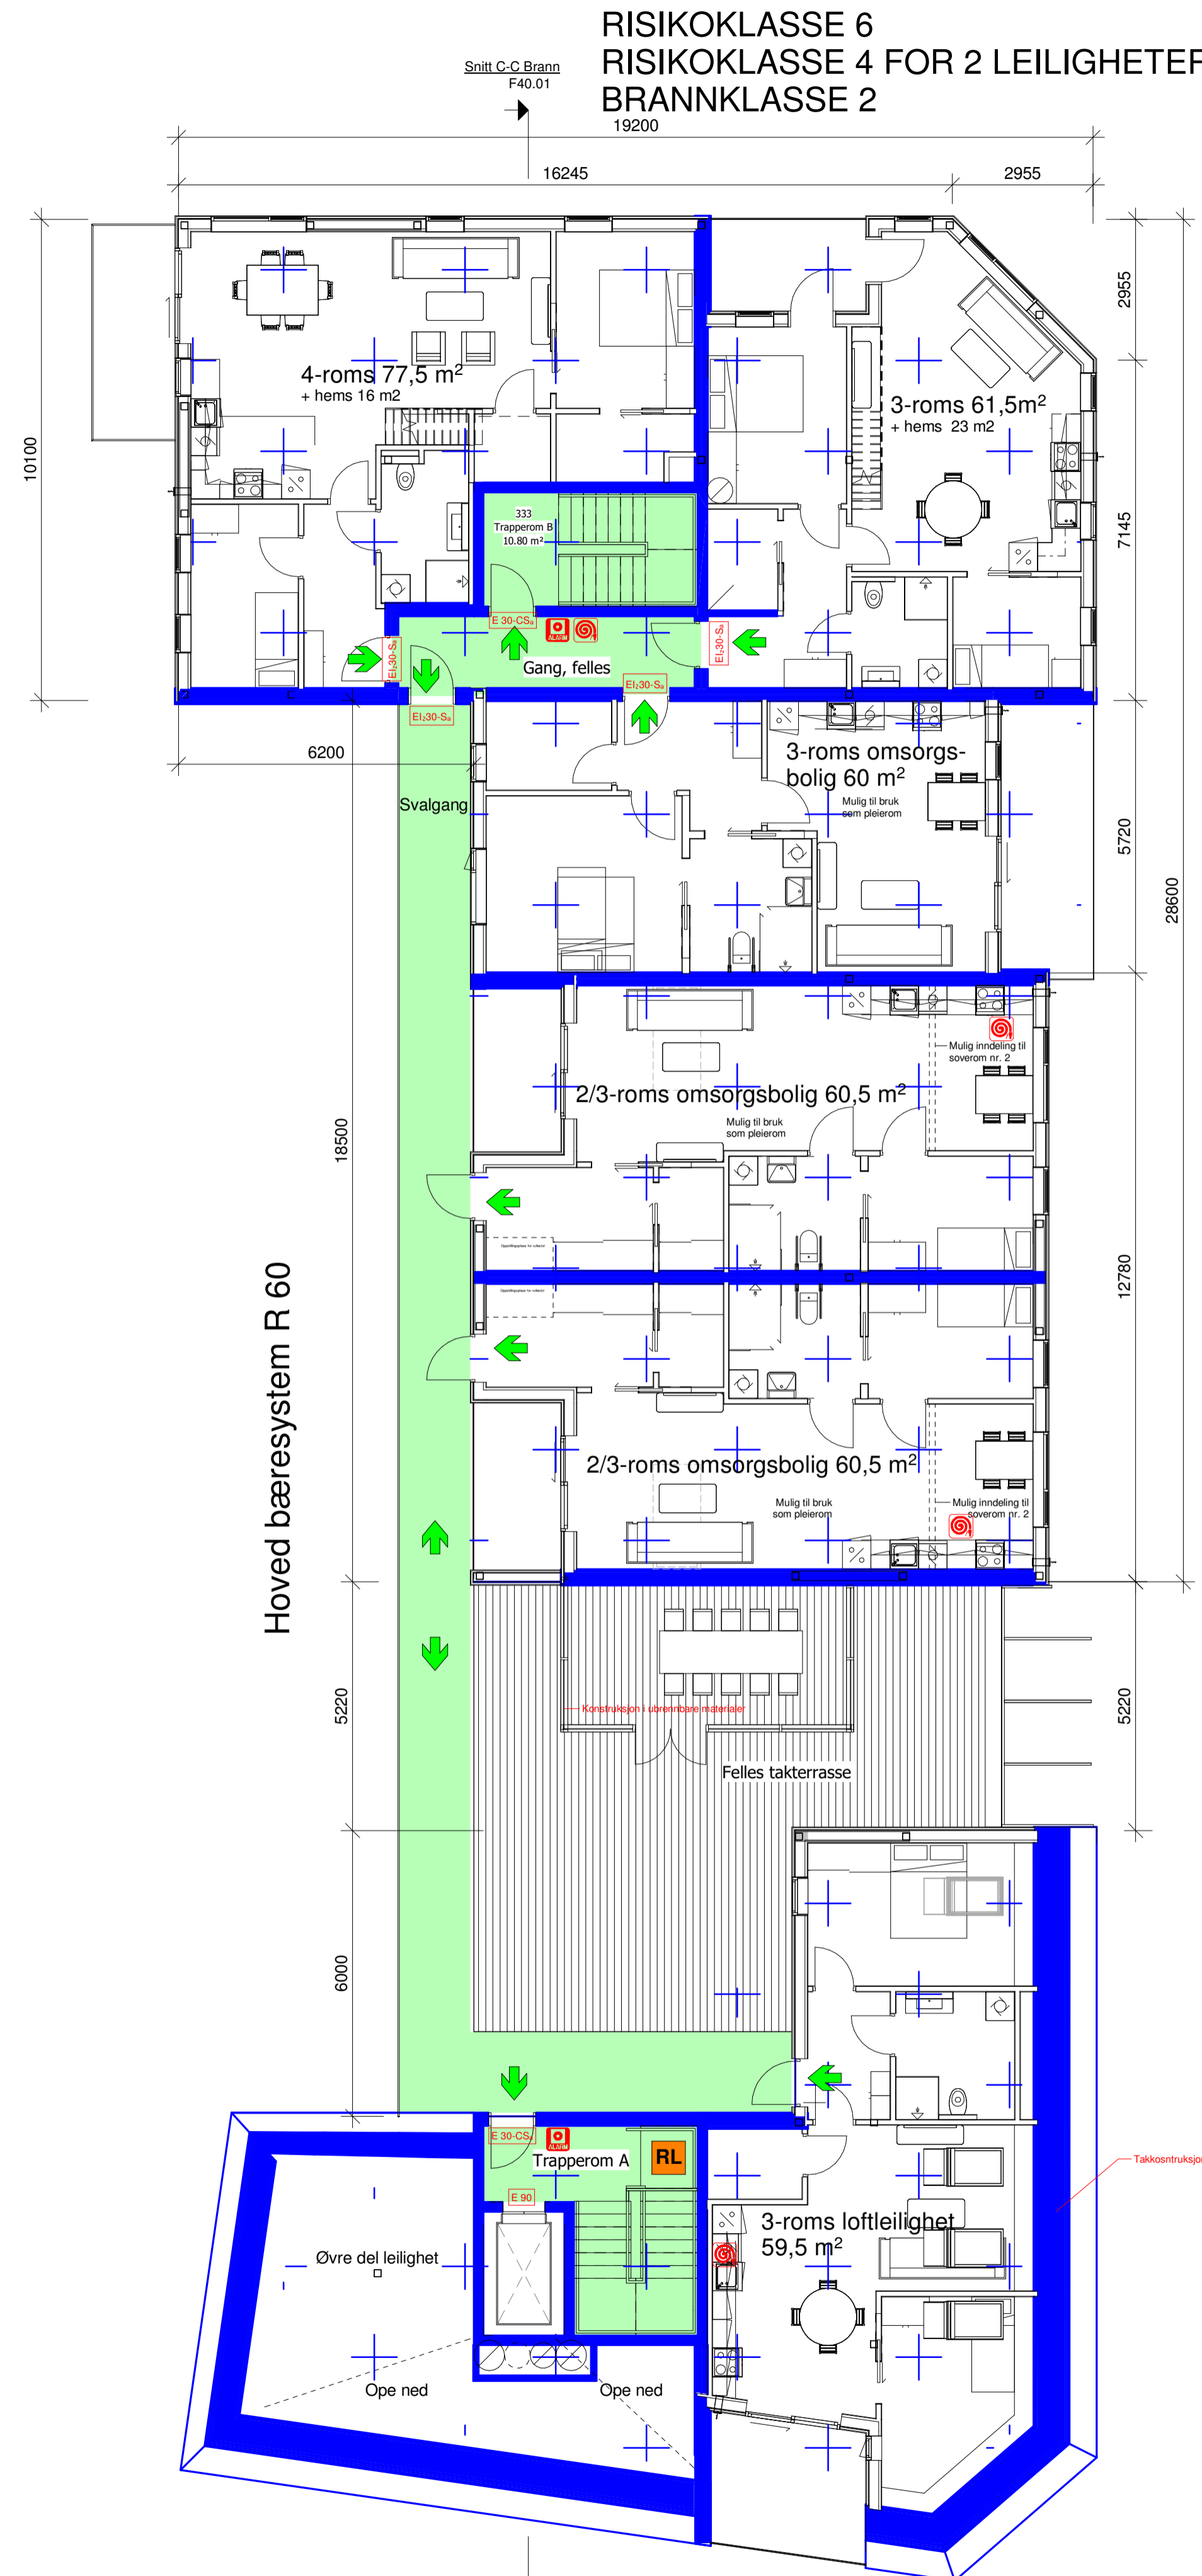 RISIKOKLASSE 6
RISIKOKLASSE 4 FOR 2 LEILIGHETER
BRANNKLASSE 2
Snitt C-C Brann
F40.01
19200
16245
2955
10100
2955
7145
5720
28600
12780
5220
4-roms 77,5 m²
+ hems 16 m2
3-roms 61,5m²
+ hems 23 m2
333
Trapperom B
10.80 m²
E 30-CSₐ
ALARM
EI₂30-Sₐ
EI₂30-Sₐ
Gang, felles
EI₂30-Sₐ
EI₂30-Sₐ
6200
Svalgang
3-roms omsorgs-
bolig 60 m²
Mulig til bruk
som pleierom
18500
Mulig inndeling til
soverom nr. 2
2/3-roms omsorgsbolig 60,5 m²
Mulig til bruk
som pleierom
Hoved bæresystem R 60
2/3-roms omsorgsbolig 60,5 m²
Mulig til bruk
som pleierom
Mulig inndeling til
soverom nr. 2
5220
Konstruksjon i ubrennbare materialer
Felles takterrasse
6000
E 30-CSₐ
ALARM
Trapperom A
RL
E 90
Takkosntruksjo
3-roms loftleilighet
59,5 m²
Øvre del leilighet
Ope ned
Ope ned